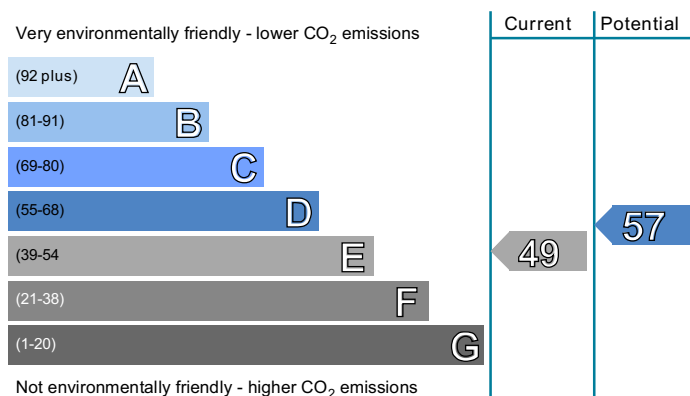 Current Potential
Very environmentally friendly - lower CO2 emissions
(92 plus) A
(81-91) B
(69-80) C
(55-68) D
57
(39-54 E
49
(21-38) F
(1-20) G
Not environmentally friendly - higher CO2 emissions